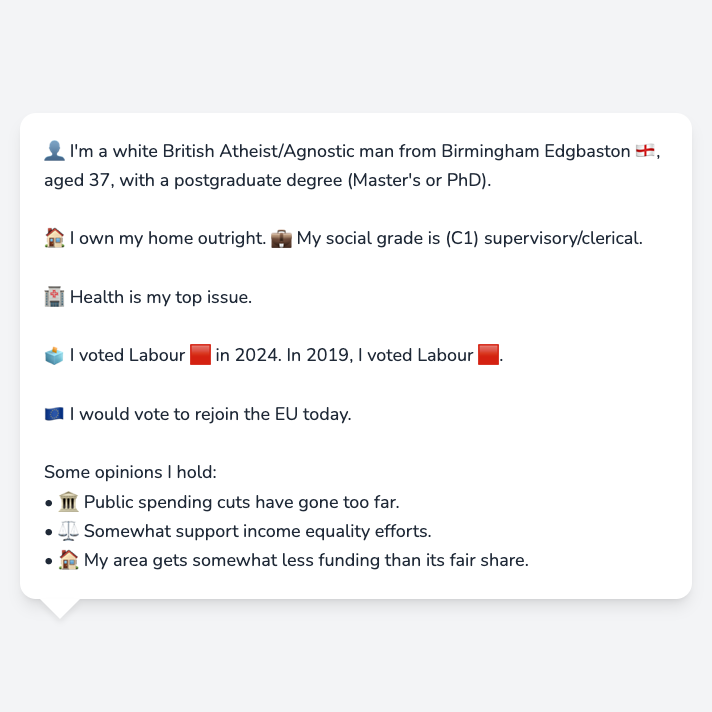 👤 I'm a white British Atheist/Agnostic man from Birmingham Edgbaston 🏴󠁧󠁢󠁥󠁮󠁧󠁿,
aged 37, with a postgraduate degree (Master's or PhD).
🏠 I own my home outright. 💼 My social grade is (C1) supervisory/clerical.
🏥 Health is my top issue.
🗳️ I voted Labour 🟥 in 2024. In 2019, I voted Labour 🟥.
🇪🇺 I would vote to rejoin the EU today.
Some opinions I hold:
• 🏛️ Public spending cuts have gone too far.
• ⚖️ Somewhat support income equality efforts.
• 🏠 My area gets somewhat less funding than its fair share.